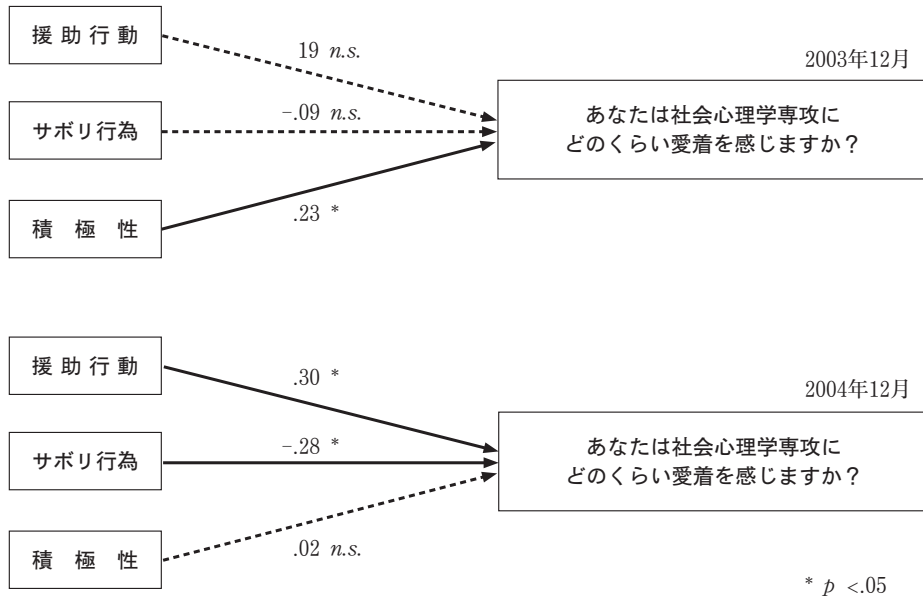 援助行動
19 n.s.
2003年12月
サボリ行為
-.09 n.s.
あなたは社会心理学専攻に
どのくらい愛着を感じますか？
積極性
.23 *
援助行動
.30 *
2004年12月
サボリ行為
-.28 *
あなたは社会心理学専攻に
どのくらい愛着を感じますか？
積極性
.02 n.s.
* p <.05